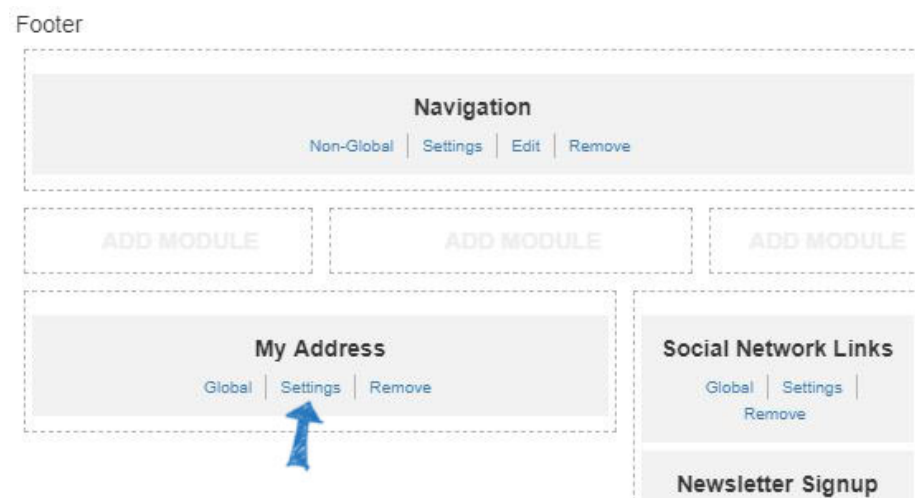 Footer
Navigation
Non-Global Settings Edit Remove
ADD MODULE ADD MODULE ADD MODULE
My Address
Global Settings Remove
Social Network Links
Global Settings
Remove
Newsletter Signup